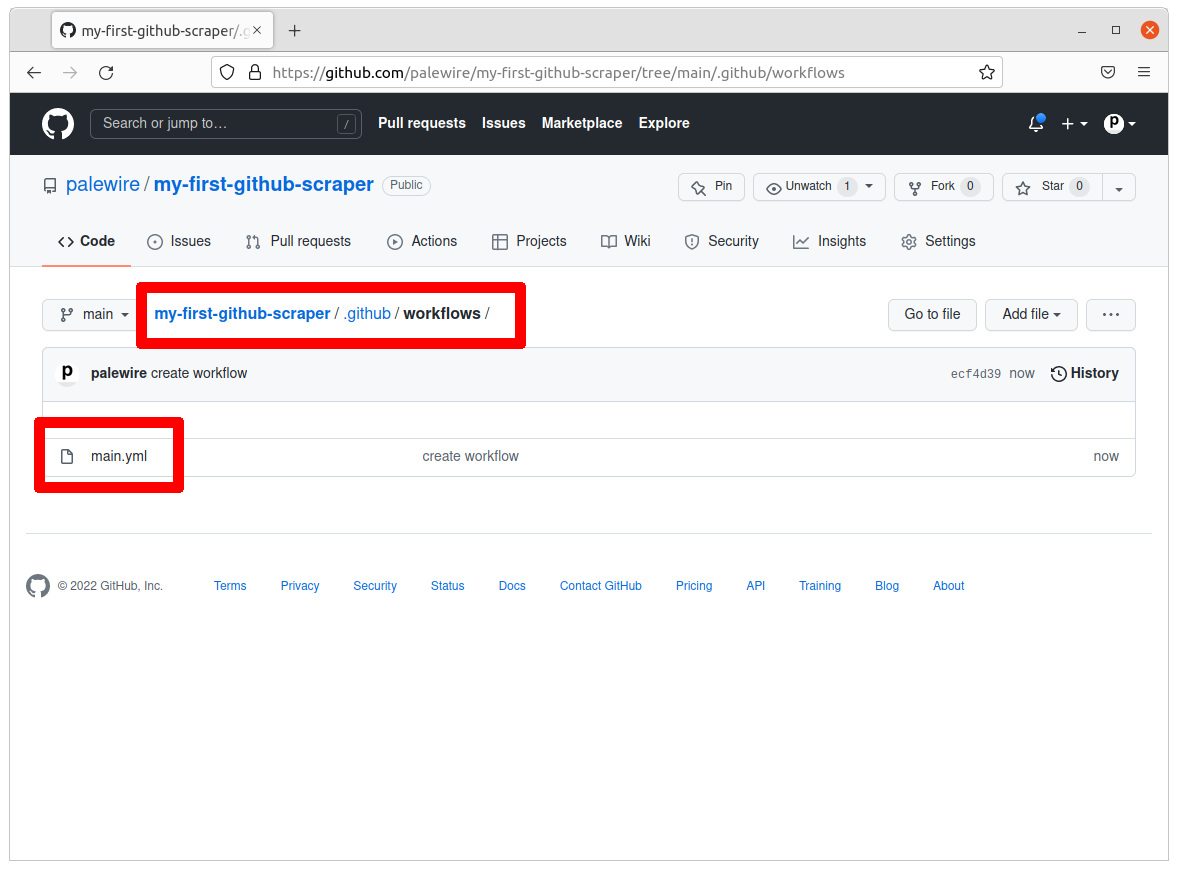 my-first-github-scraper/.g
https://github.com/palewire/my-first-github-scraper/tree/main/.github/workflows
Search or jump to… / Pull requests Issues Marketplace Explore
palewire / my-first-github-scraper Public Pin Unwatch 1 Fork 0 Star 0
Code Issues Pull requests Actions Projects Wiki Security Insights Settings
main my-first-github-scraper / .github / workflows / Go to file Add file ...
palewire create workflow ecf4d39 now History
main.yml create workflow now
© 2022 GitHub, Inc. Terms Privacy Security Status Docs Contact GitHub Pricing API Training Blog About